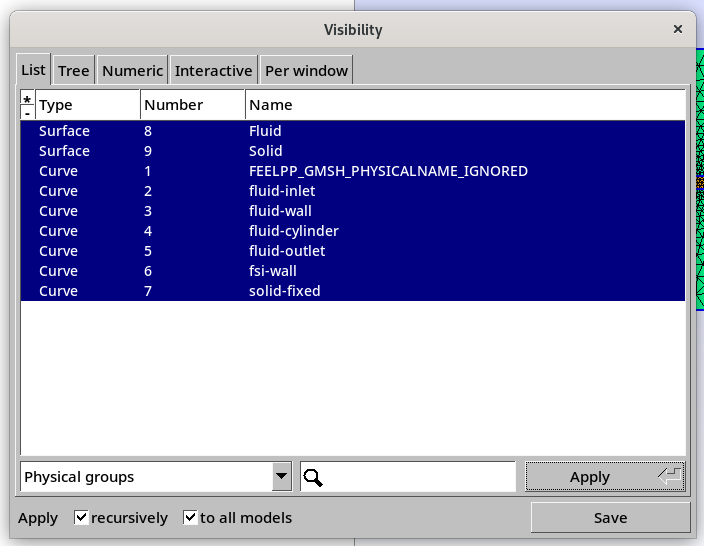 Visibility ×
List Tree Numeric Interactive Per window
* - Type Number Name
Surface 8 Fluid
Surface 9 Solid
Curve 1 FEELPP_GMSH_PHYSICALNAME_IGNORED
Curve 2 fluid-inlet
Curve 3 fluid-wall
Curve 4 fluid-cylinder
Curve 5 fluid-outlet
Curve 6 fsi-wall
Curve 7 solid-fixed
Physical groups Apply
Apply recursively to all models Save